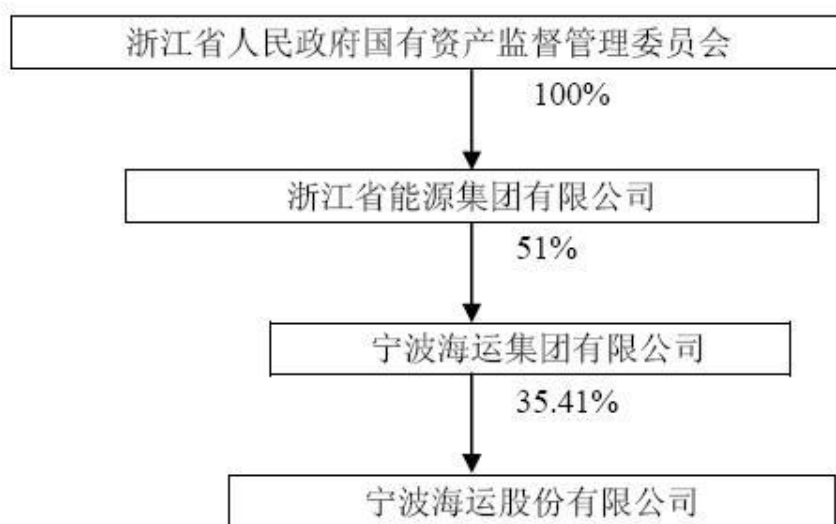 浙江省人民政府国有资产监督管理委员会
100%
浙江省能源集团有限公司
51%
宁波海运集团有限公司
35.41%
宁波海运股份有限公司